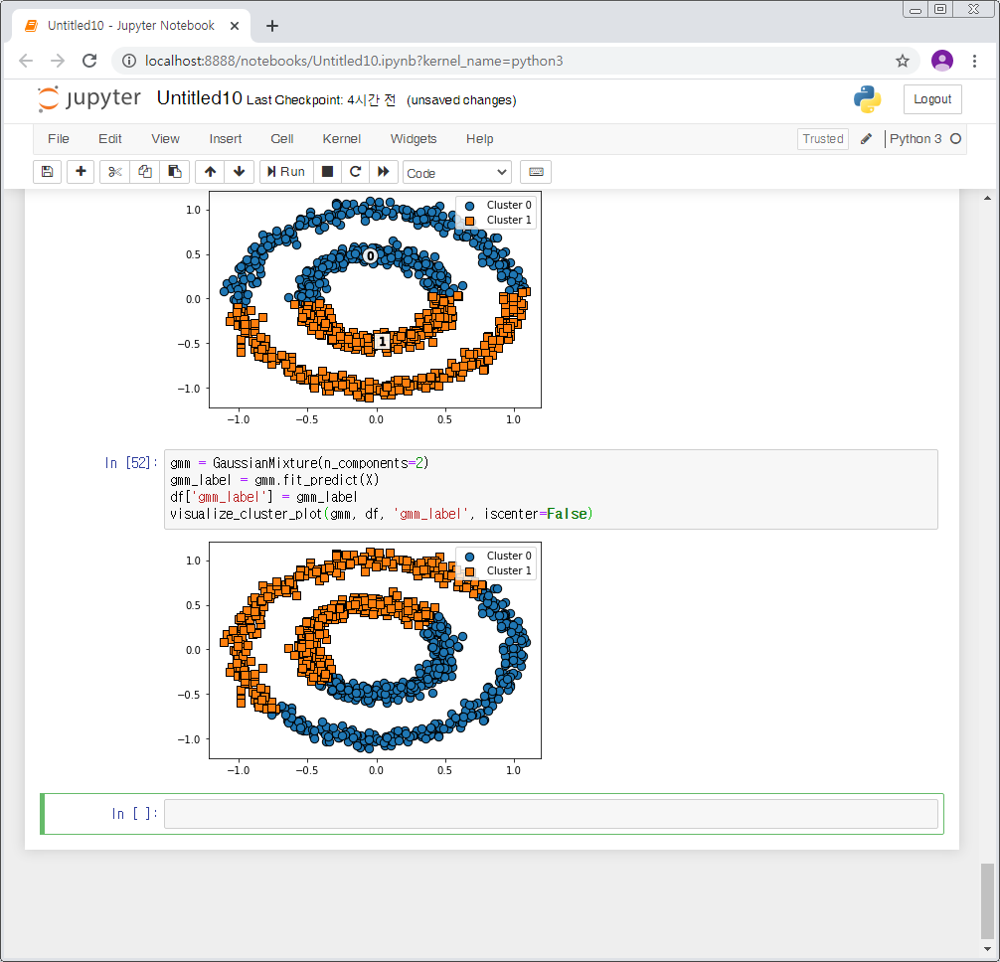 Untitled10 - Jupyter Notebook
localhost:8888/notebooks/Untitled10.ipynb?kernel_name=python3
jupyter Untitled10 Last Checkpoint: 4시간 전 (unsaved changes)
Logout
File Edit View Insert Cell Kernel Widgets Help
Trusted
Python 3
Run
Code
Cluster 0
Cluster 1
1.0
0.5
0.0
−0.5
−1.0
0
1
−1.0 −0.5 0.0 0.5 1.0
In [52]:
gmm = GaussianMixture(n_components=2)
gmm_label = gmm.fit_predict(X)
df['gmm_label'] = gmm_label
visualize_cluster_plot(gmm, df, 'gmm_label', iscenter=False)
Cluster 0
Cluster 1
1.0
0.5
0.0
−0.5
−1.0
−1.0 −0.5 0.0 0.5 1.0
In [ ]: